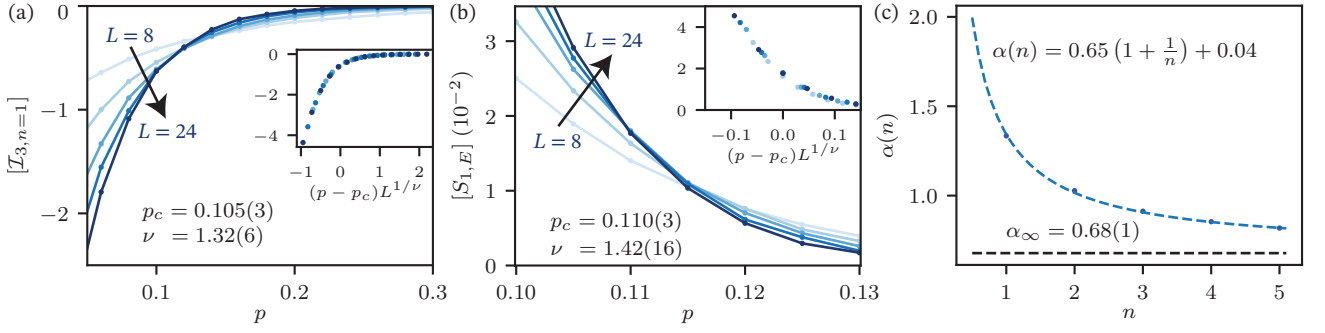 (a)
0
−1
−2
[I₃,ₙ₌₁]
L = 8
L = 24
0
−2
−4
−1 0 1 2
(p − p_c)L^{1/ν}
p_c = 0.105(3)
ν = 1.32(6)
0.1 0.2 0.3
p
(b)
3
2
1
0
[S₁,E] (10⁻²)
L = 24
L = 8
4
2
0
−0.1 0.0 0.1
(p − p_c)L^{1/ν}
p_c = 0.110(3)
ν = 1.42(16)
0.10 0.11 0.12 0.13
p
(c)
2.0
1.5
1.0
α(n)
α(n) = 0.65 (1 + 1/n) + 0.04
α_∞ = 0.68(1)
1 2 3 4 5
n